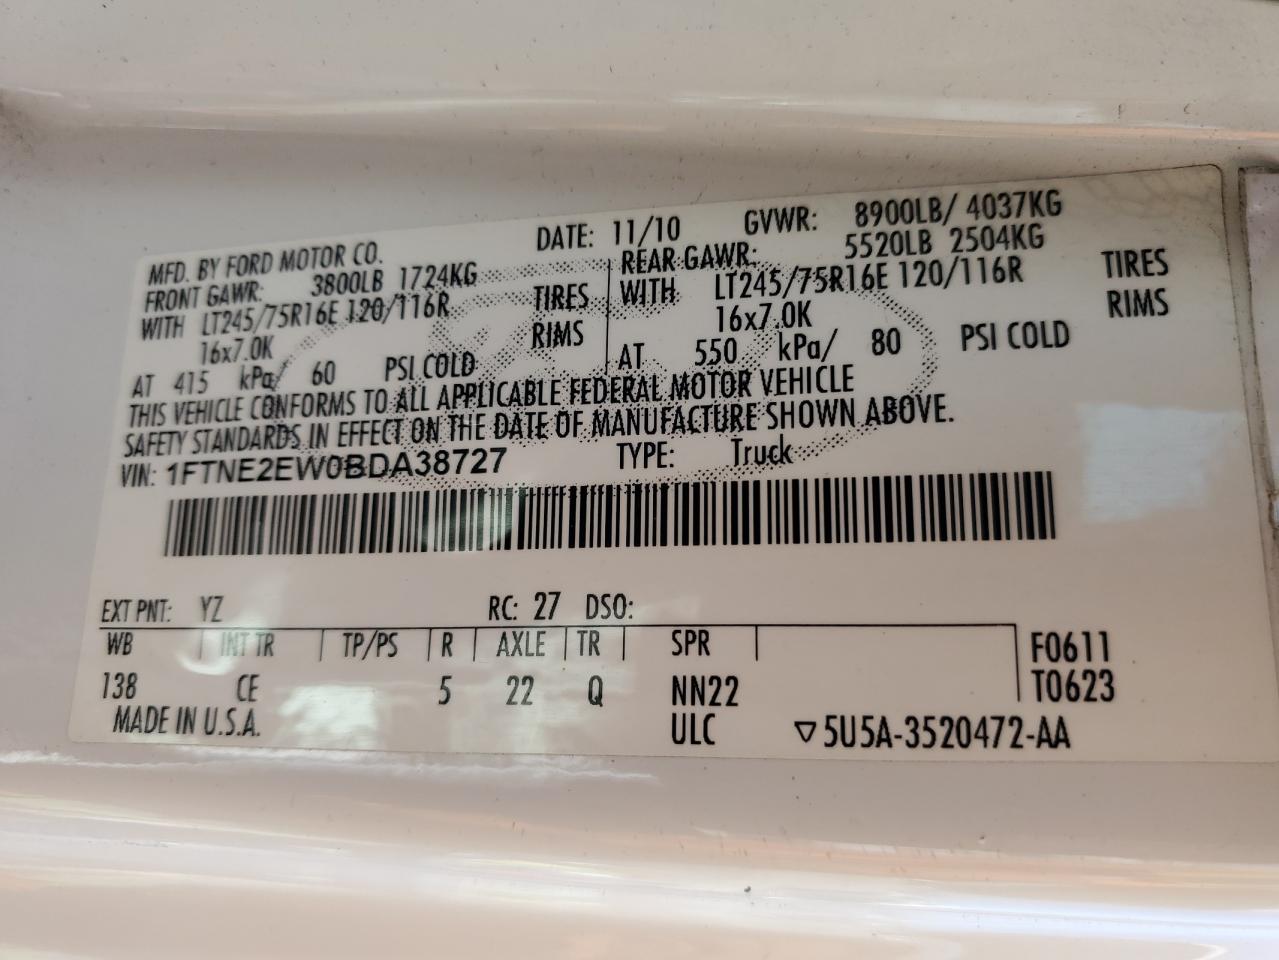 MFD. BY FORD MOTOR CO. DATE: 11/10 GVWR: 8900LB/ 4037KG
FRONT GAWR: 3800LB 1724KG REAR GAWR: 5520LB 2504KG
WITH LT245/75R16E 120/116R TIRES WITH LT245/75R16E 120/116R TIRES
16x7.0K RIMS 16x7.0K RIMS
AT 415 kPa/ 60 PSI COLD AT 550 kPa/ 80 PSI COLD
THIS VEHICLE CONFORMS TO ALL APPLICABLE FEDERAL MOTOR VEHICLE
SAFETY STANDARDS IN EFFECT ON THE DATE OF MANUFACTURE SHOWN ABOVE.
VIN: 1FTNE2EW0BDA38727 TYPE: Truck
EXT PNT: YZ RC: 27 DSO:
WB INT TR TP/PS R AXLE TR SPR F0611
138 CE 5 22 Q NN22 T0623
MADE IN U.S.A. ULC ▽5U5A-3520472-AA